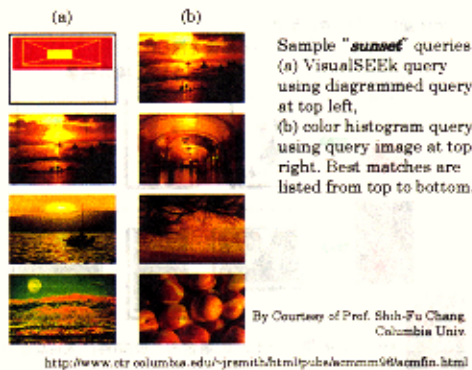 (a) (b)
Sample "sunset" queries
(a) VisualSEEk query
using diagrammed query
at top left,
(b) color histogram query
using query image at top
right. Best matches are
listed from top to bottom
By Courtesy of Prof. Shih-Fu Chang
Columbia Univ.
http://www.ctr.columbia.edu/~jrsmith/html/pubs/acmmm96/acmfin.html